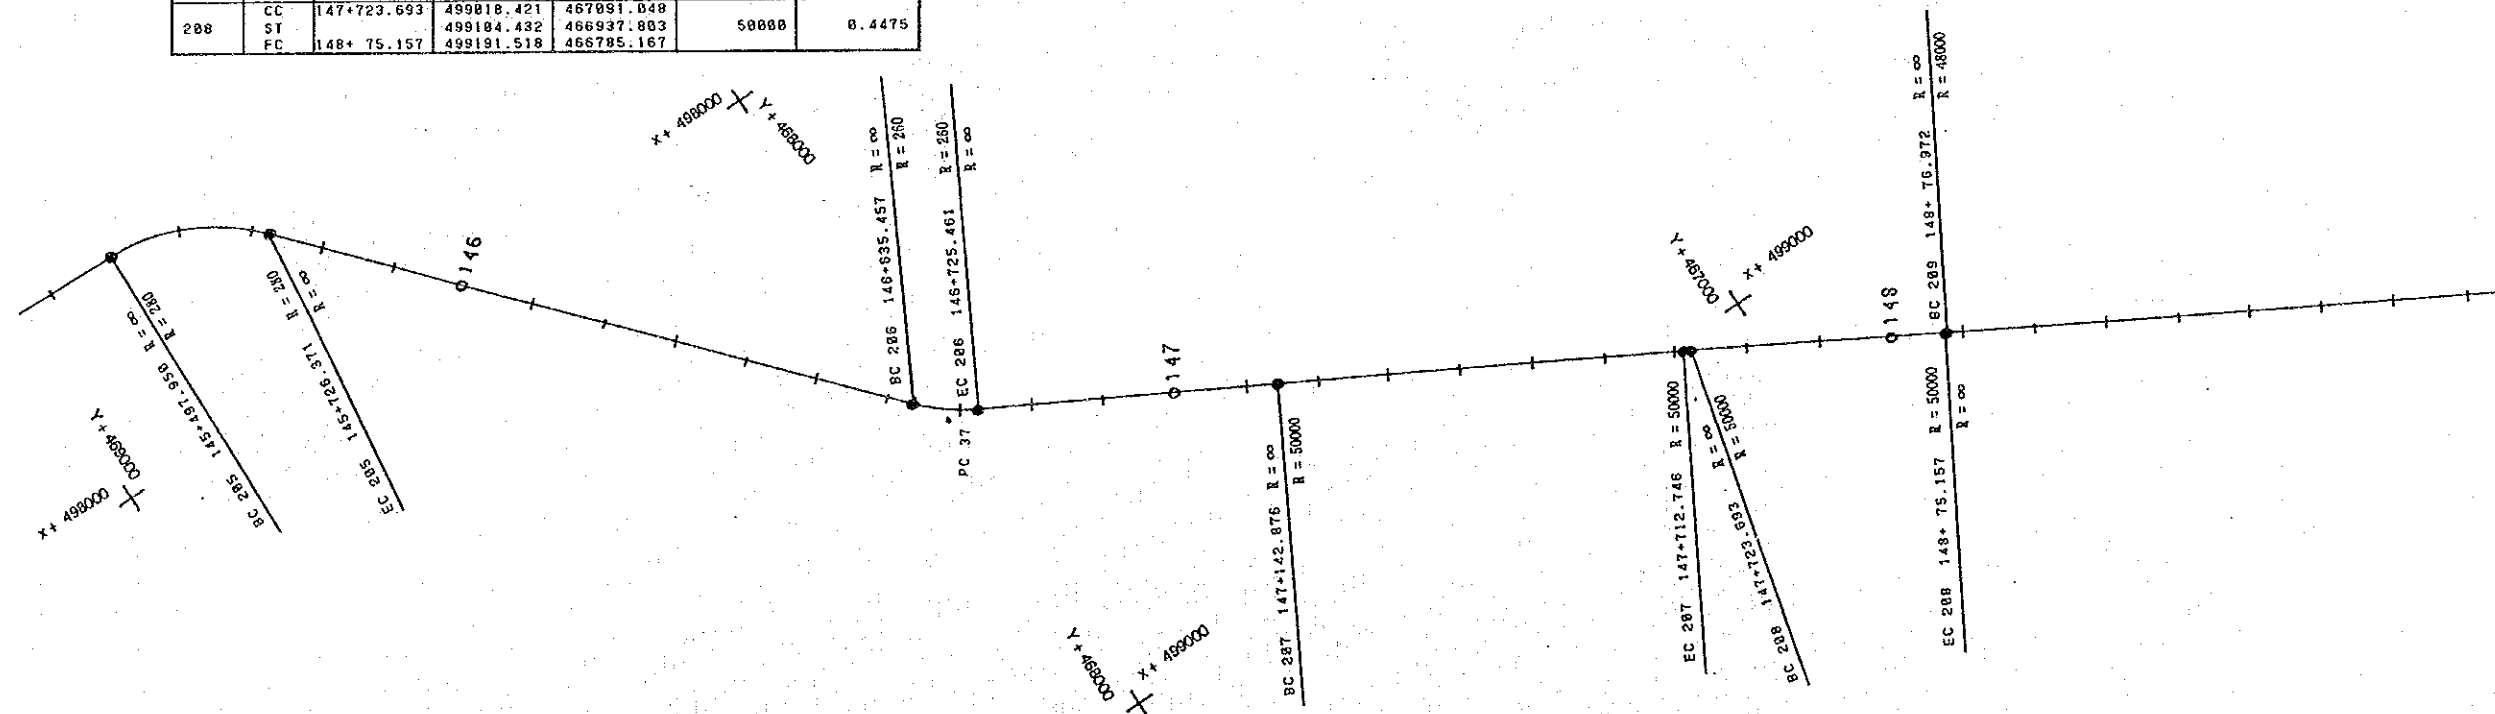 CC 147+723.693 499018.421 467091.048
208 ST 499104.432 466937.803 50000 0.4475
EC 148+ 75.157 499191.518 466785.167
X + 498000
Y + 468000
R = ∞
R = 260
BC 206 146+635.457
R = 260
R = ∞
EC 206 146+725.461
R = ∞
R = 48000
BC 209 148+ 76.972
146
147
148
R = ∞
R = 280
BC 205 145+497.950
R = 280
R = ∞
EC 205 145+726.371
Y + 469000
X + 498000
PC 37
Y + 467000
X + 499000
R = ∞
R = 50000
BC 207 147+142.876
R = 50000
EC 207 147+712.746
R = ∞
R = 50000
BC 208 147+723.693
R = 50000
R = ∞
EC 208 148+ 75.157
Y + 468000
X + 499000